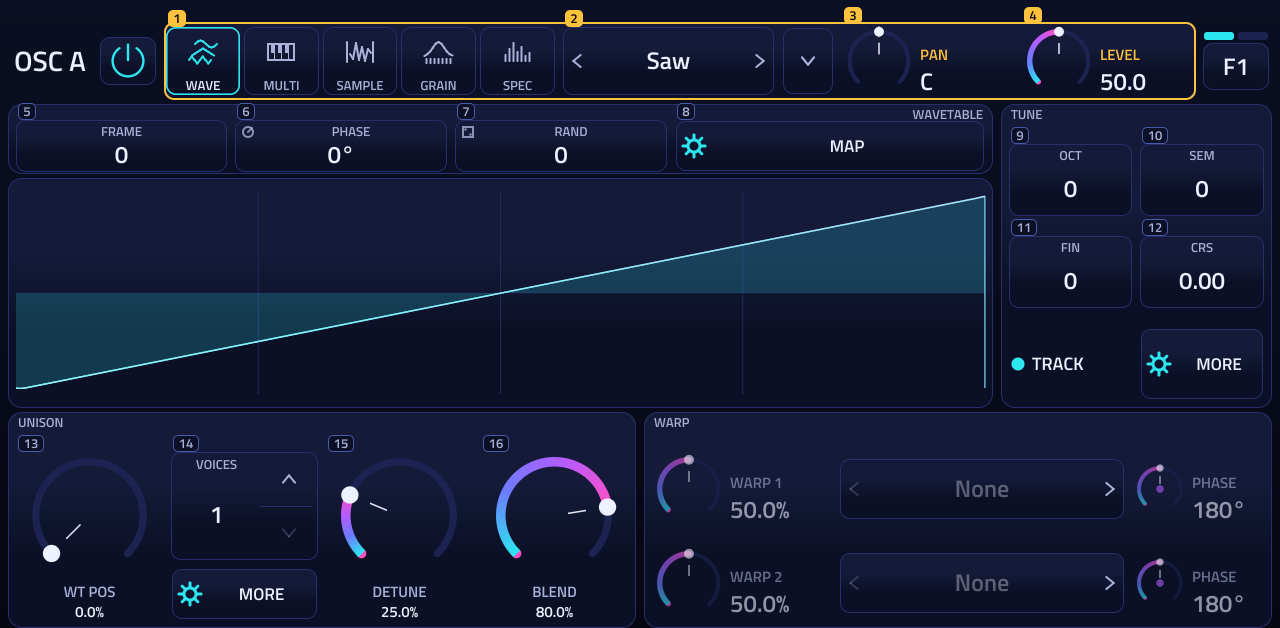 1 2 3 4
OSC A
WAVE MULTI SAMPLE GRAIN SPEC
Saw
PAN
C
LEVEL
50.0
F1
5 6 7 8 WAVETABLE
FRAME
0
PHASE
0°
RAND
0
MAP
TUNE
9 10
OCT
0
SEM
0
11 12
FIN
0
CRS
0.00
TRACK
MORE
UNISON
13 14 15 16
VOICES
1
WT POS
0.0%
MORE
DETUNE
25.0%
BLEND
80.0%
WARP
WARP 1
50.0%
None
PHASE
180°
WARP 2
50.0%
None
PHASE
180°